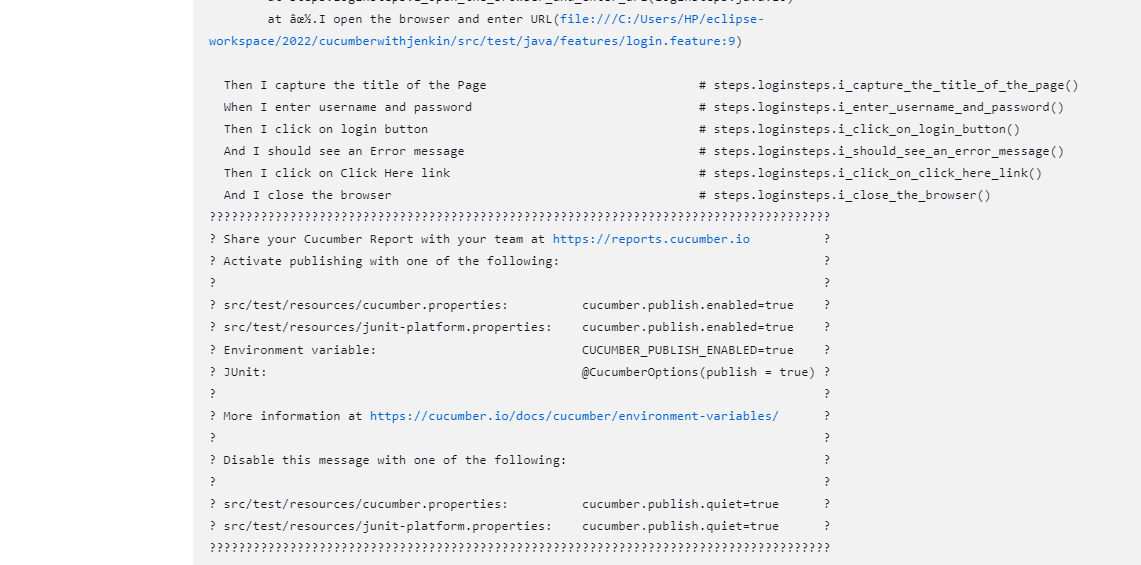 at âœ½.I open the browser and enter URL(file:///C:/Users/HP/eclipse-
workspace/2022/cucumberwithjenkin/src/test/java/features/login.feature:9)
Then I capture the title of the Page # steps.loginsteps.i_capture_the_title_of_the_page()
When I enter username and password # steps.loginsteps.i_enter_username_and_password()
Then I click on login button # steps.loginsteps.i_click_on_login_button()
And I should see an Error message # steps.loginsteps.i_should_see_an_error_message()
Then I click on Click Here link # steps.loginsteps.i_click_on_click_here_link()
And I close the browser # steps.loginsteps.i_close_the_browser()
?????????????????????????????????????????????????????????????????????????????????????
? Share your Cucumber Report with your team at https://reports.cucumber.io ?
? Activate publishing with one of the following: ?
? ?
? src/test/resources/cucumber.properties: cucumber.publish.enabled=true ?
? src/test/resources/junit-platform.properties: cucumber.publish.enabled=true ?
? Environment variable: CUCUMBER_PUBLISH_ENABLED=true ?
? JUnit: @CucumberOptions(publish = true) ?
? ?
? More information at https://cucumber.io/docs/cucumber/environment-variables/ ?
? ?
? Disable this message with one of the following: ?
? ?
? src/test/resources/cucumber.properties: cucumber.publish.quiet=true ?
? src/test/resources/junit-platform.properties: cucumber.publish.quiet=true ?
?????????????????????????????????????????????????????????????????????????????????????